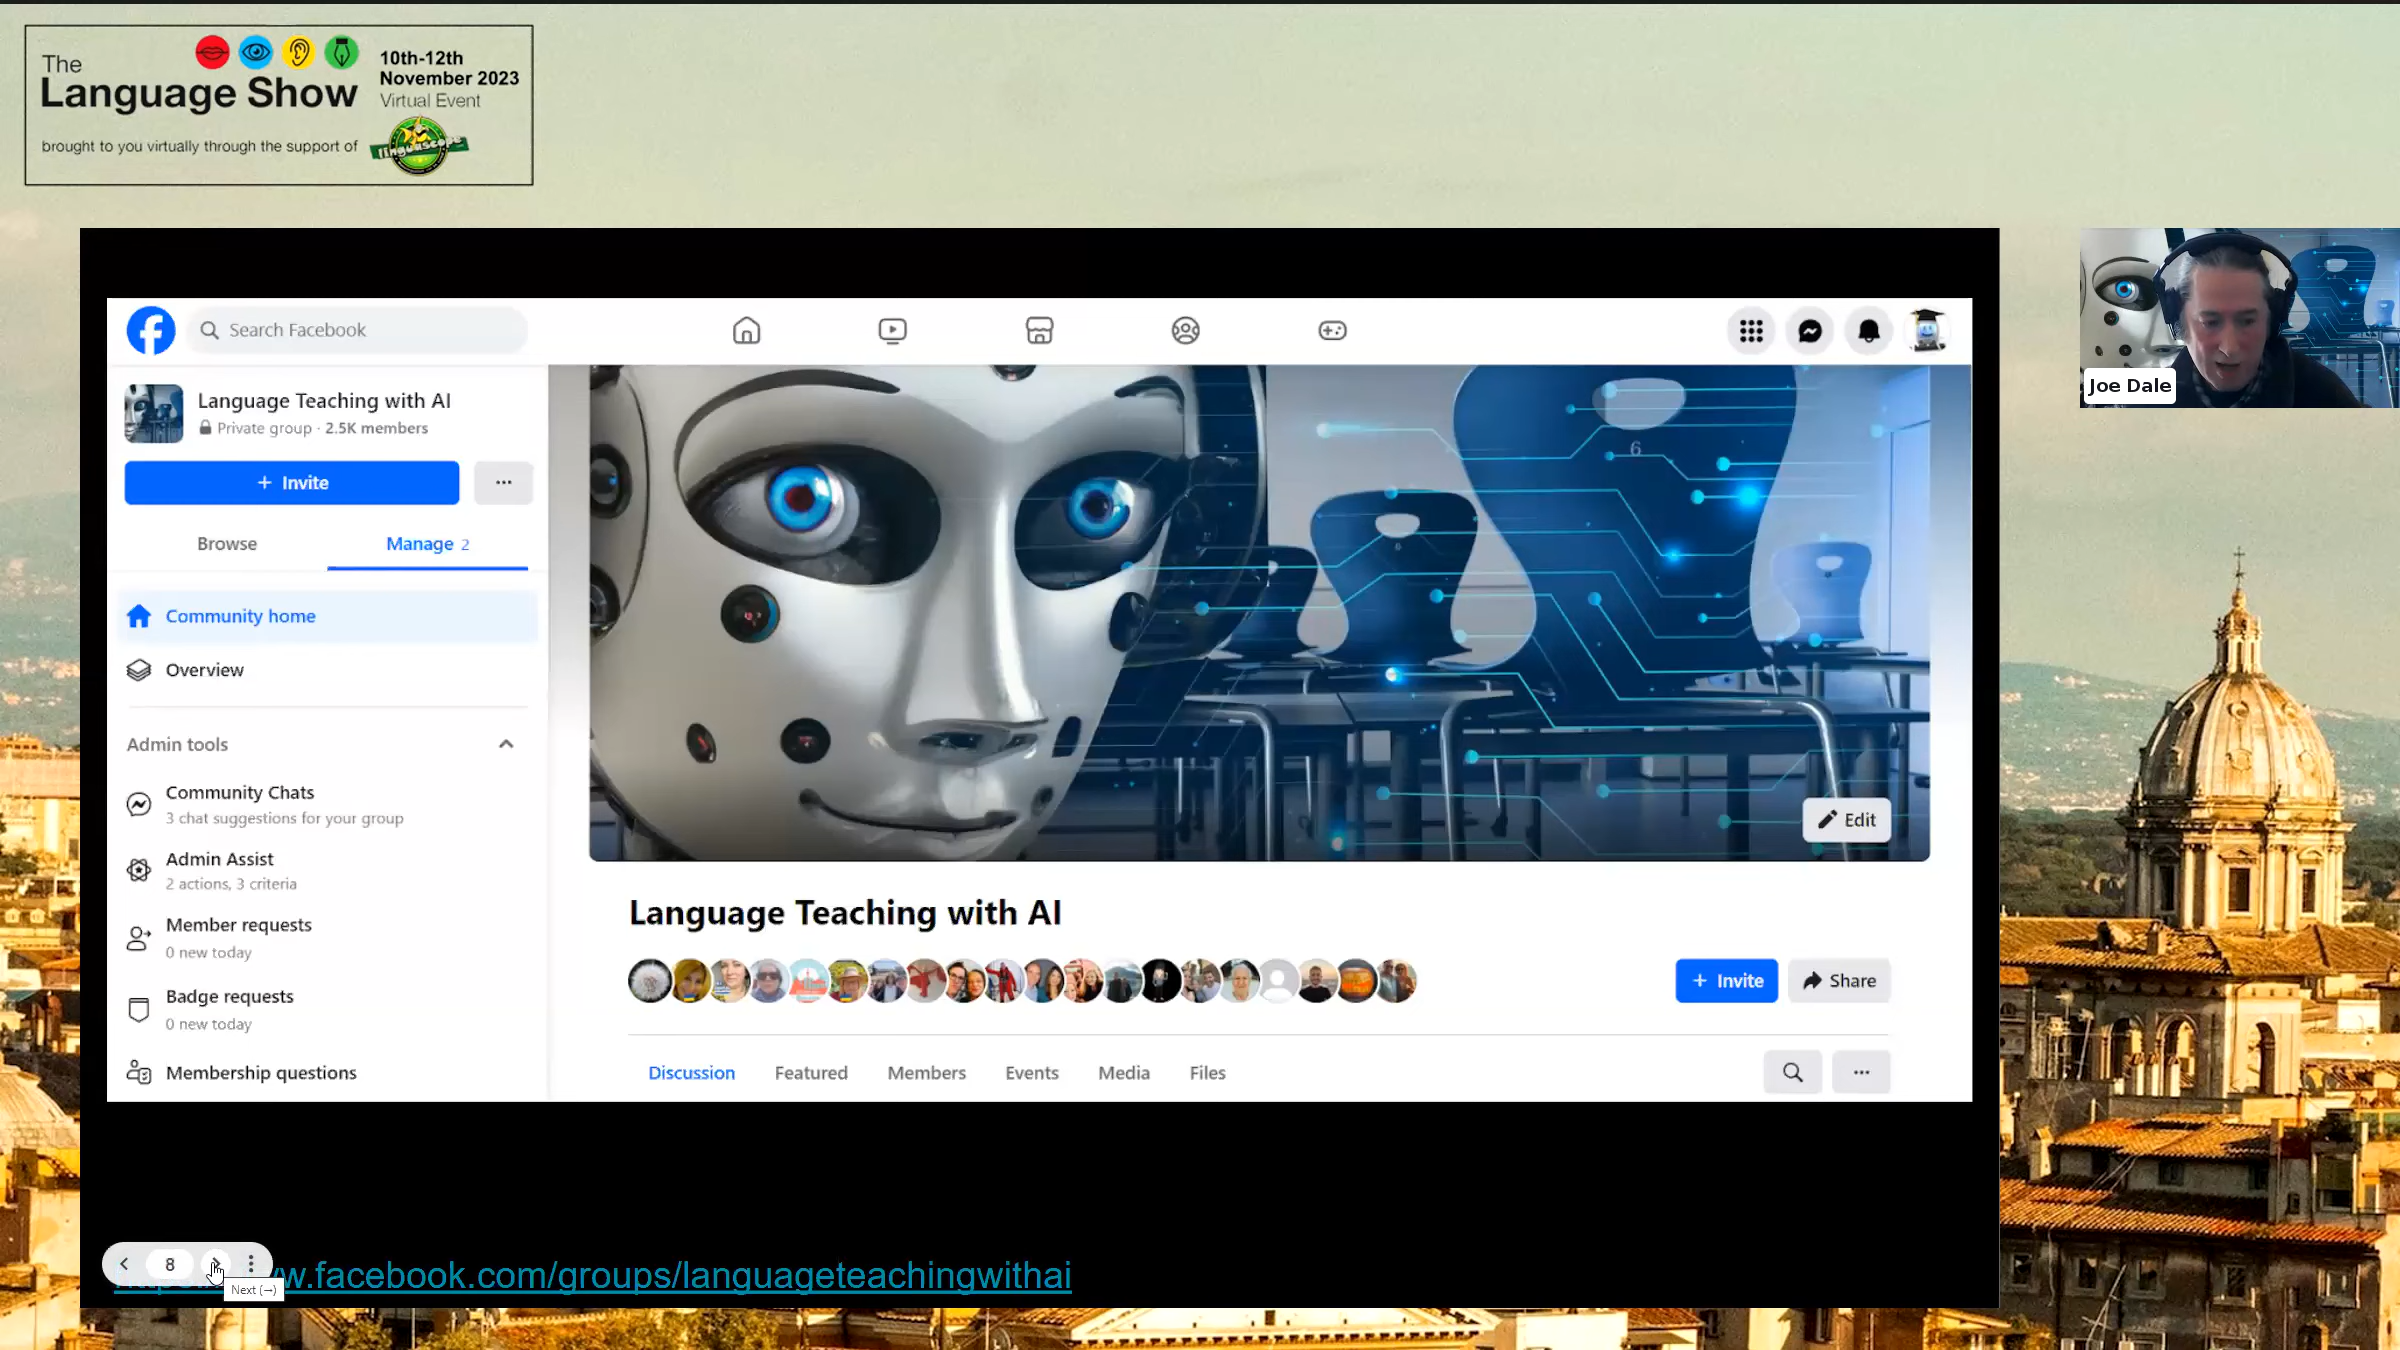 The
Language Show
10th-12th
November 2023
Virtual Event
brought to you virtually through the support of
linguascope
Joe Dale
Search Facebook
Language Teaching with AI
Private group · 2.5K members
+ Invite
Browse
Manage 2
Community home
Overview
Admin tools
Community Chats
3 chat suggestions for your group
Admin Assist
2 actions, 3 criteria
Member requests
0 new today
Badge requests
0 new today
Membership questions
6
Edit
Language Teaching with AI
+ Invite
Share
Discussion
Featured
Members
Events
Media
Files
8
w.facebook.com/groups/languageteachingwithai
Next (→)